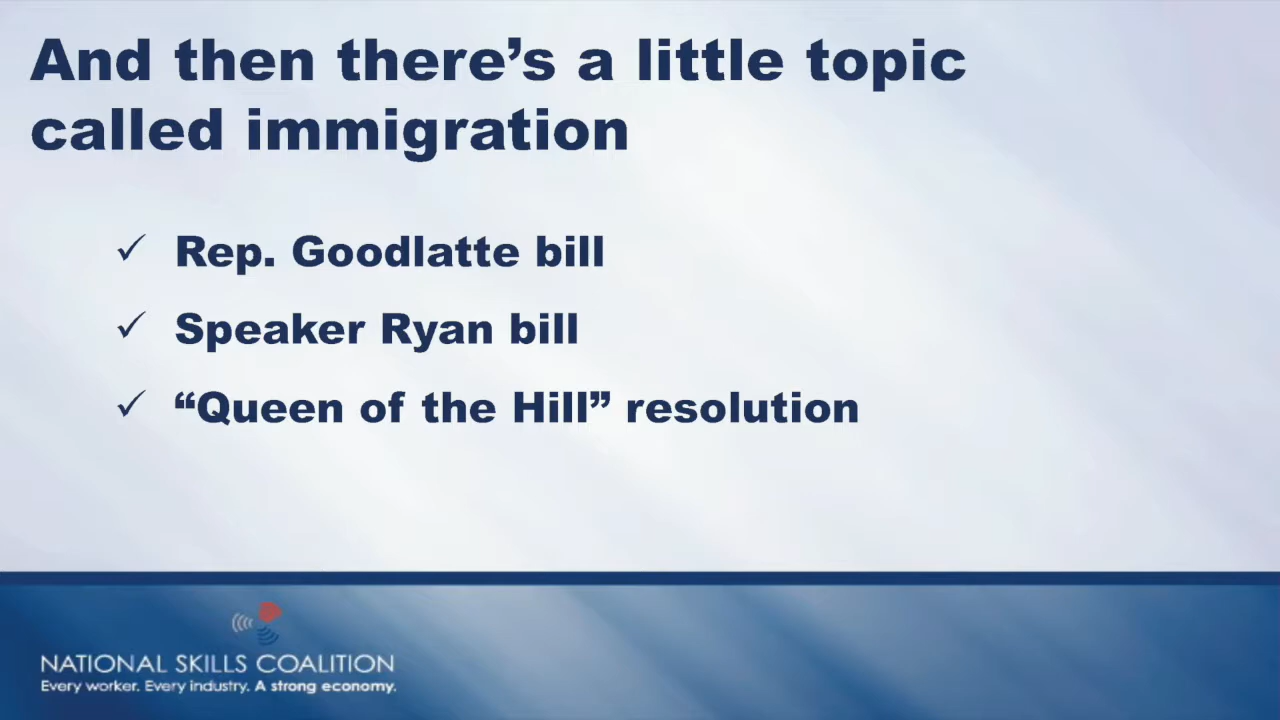 And then there’s a little topic
called immigration
✓ Rep. Goodlatte bill
✓ Speaker Ryan bill
✓ “Queen of the Hill” resolution
NATIONAL SKILLS COALITION
Every worker. Every industry. A strong economy.